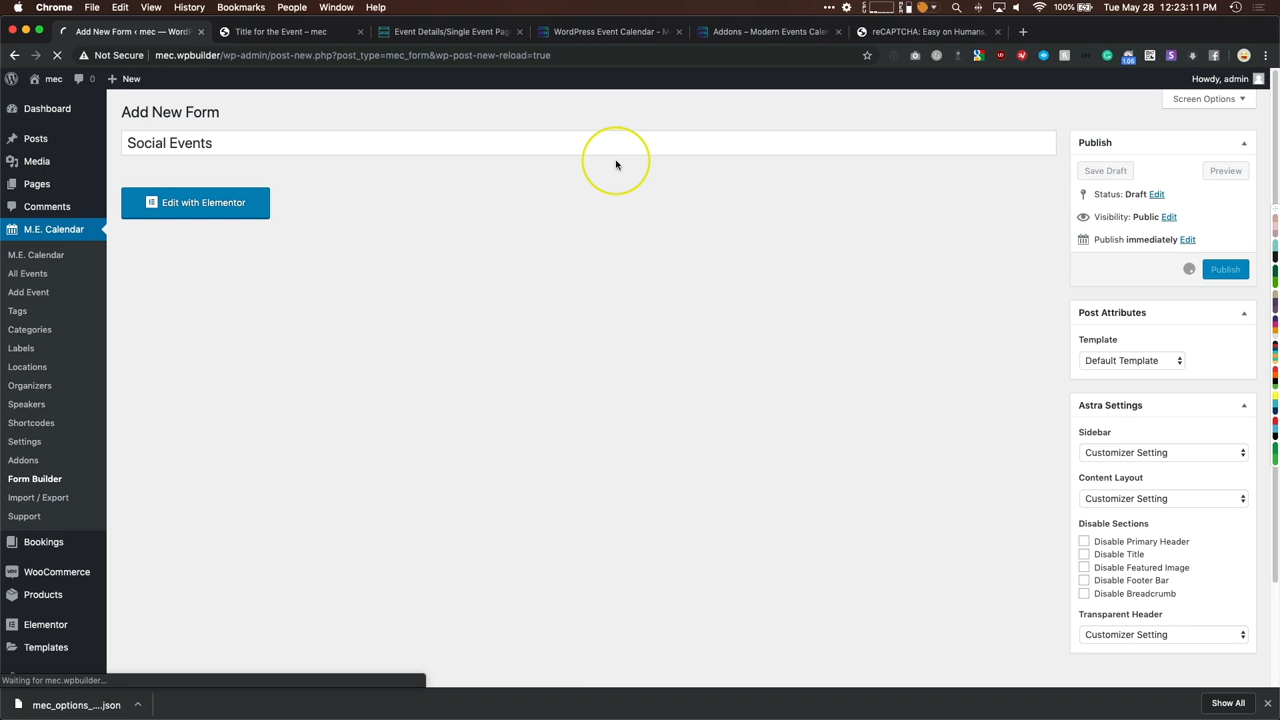 Chrome File Edit View History Bookmarks People Window Help
100% Tue 12:23:11 PM
Add New Form ‹ mec — WordP
Title for the Event – mec
Event Details/Single Event Page
WordPress Event Calendar - M
Addons – Modern Events Cale
reCAPTCHA: Easy on Humans,
Not Secure mec.wpbuilder/wp-admin/post-new.php?post_type=mec_form&wp-post-new-reload=true
1.05
mec 0 New
Howdy, admin
Screen Options
Dashboard
Posts
Media
Pages
Comments
M.E. Calendar
M.E. Calendar
All Events
Add Event
Tags
Categories
Labels
Locations
Organizers
Speakers
Shortcodes
Settings
Addons
Form Builder
Import / Export
Support
Bookings
WooCommerce
Products
Elementor
Templates
Add New Form
Social Events
Edit with Elementor
Publish
Save Draft
Preview
Status: Draft Edit
Visibility: Public Edit
Publish immediately Edit
Publish
Post Attributes
Template
Default Template
Astra Settings
Sidebar
Customizer Setting
Content Layout
Customizer Setting
Disable Sections
Disable Primary Header
Disable Title
Disable Featured Image
Disable Footer Bar
Disable Breadcrumb
Transparent Header
Customizer Setting
Waiting for mec.wpbuilder...
mec_options_....json
Show All